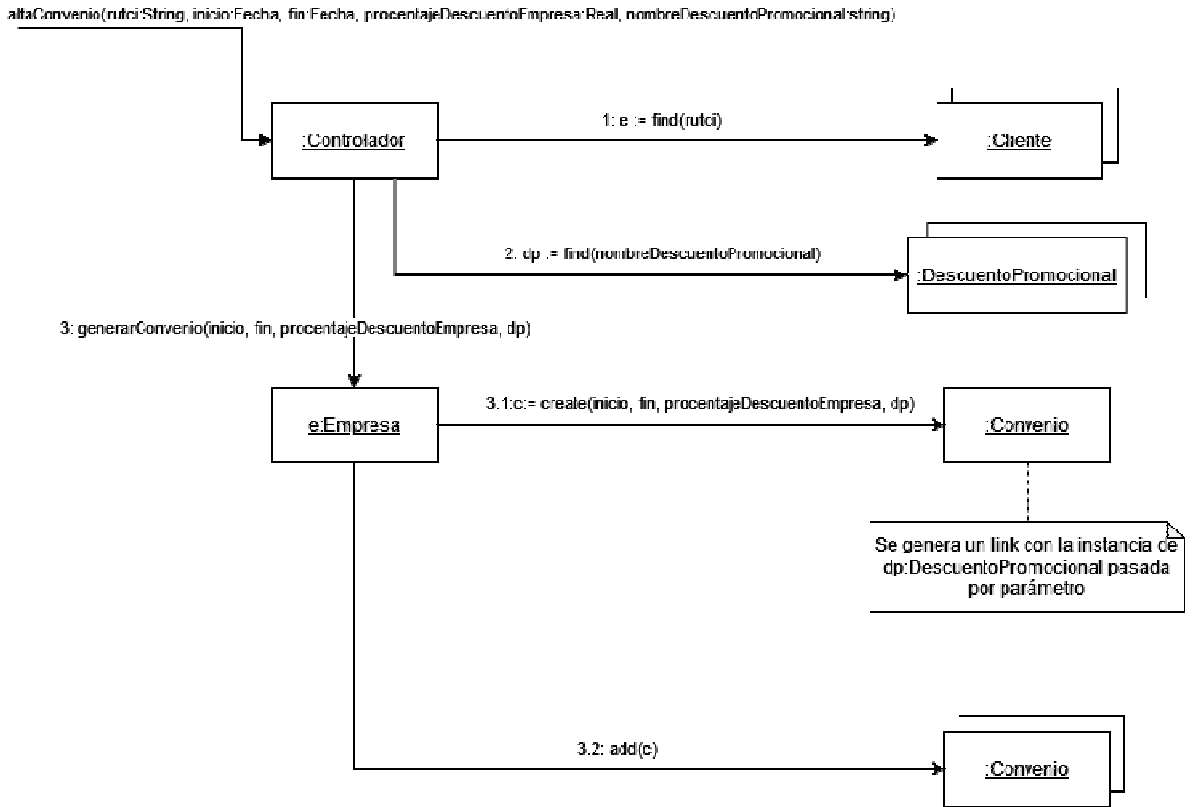 altaConvenio(rutci:String, inicio:Fecha, fin:Fecha, procentajeDescuentoEmpresa:Real, nombreDescuentoPromocional:string)
:Controlador
1: e := find(rutci)
:Cliente
2: dp := find(nombreDescuentoPromocional)
:DescuentoPromocional
3: generarConvenio(inicio, fin, procentajeDescuentoEmpresa, dp)
e:Empresa
3.1:c:= create(inicio, fin, procentajeDescuentoEmpresa, dp)
:Convenio
Se genera un link con la instancia de
dp:DescuentoPromocional pasada
por parámetro
3.2: add(c)
:Convenio